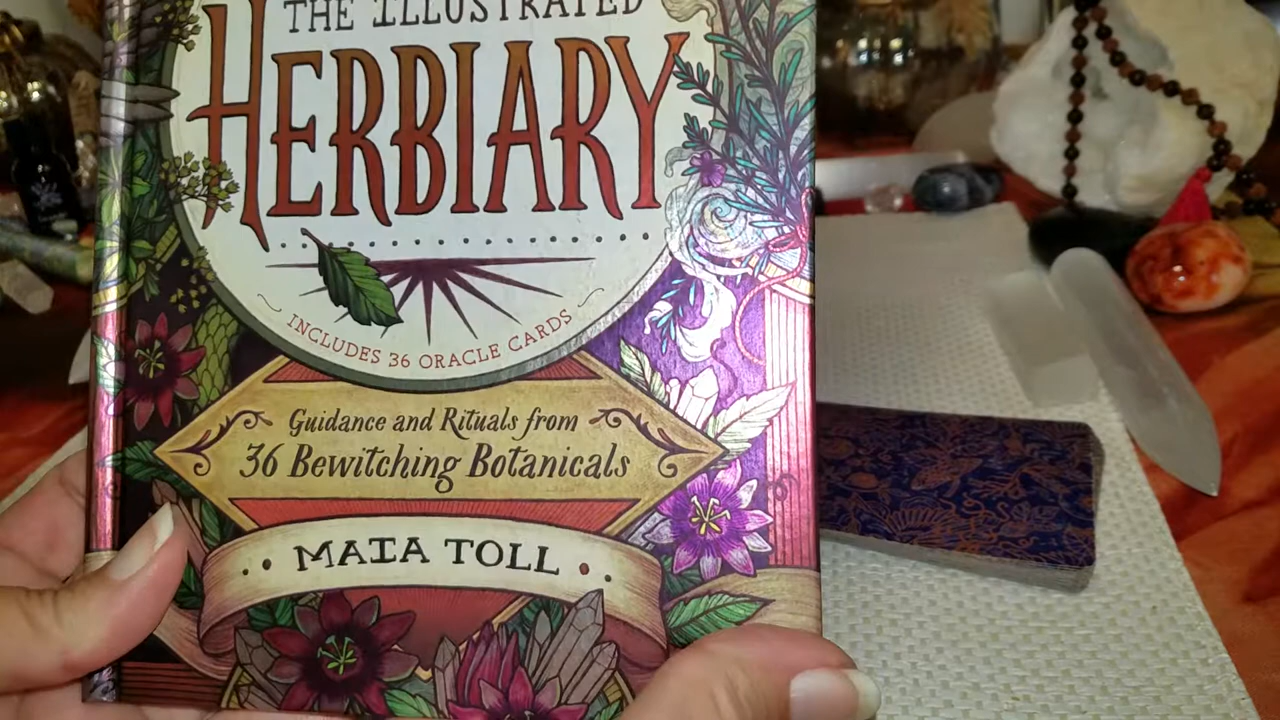 THE ILLUSTRATED
HERBIARY
INCLUDES 36 ORACLE CARDS
Guidance and Rituals from
36 Bewitching Botanicals
MAIA TOLL